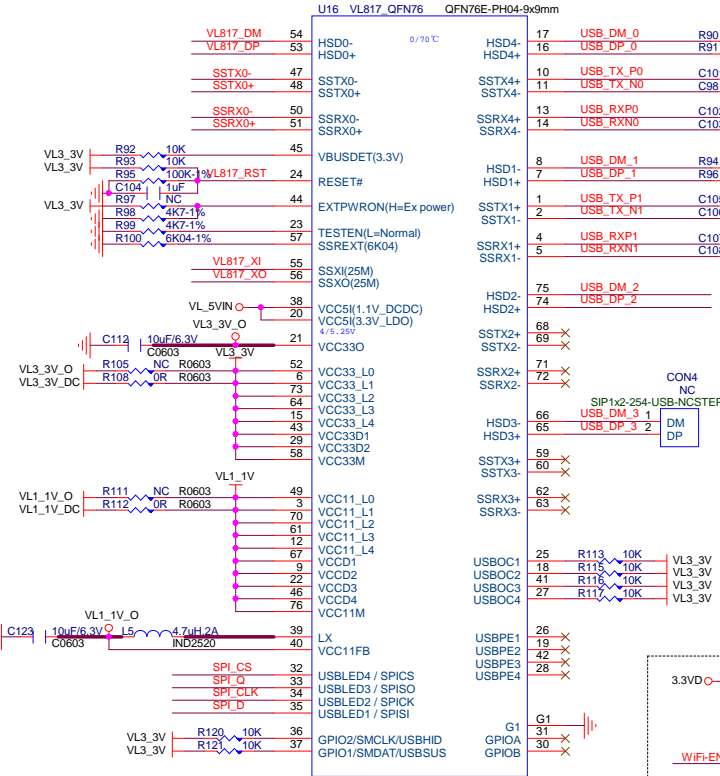 U16 VL817_QFN76 QFN76E-PH04-9x9mm
0/70℃
VL817_DM 54 HSD0-
VL817_DP 53 HSD0+
SSTX0- 47 SSTX0-
SSTX0+ 48 SSTX0+
SSRX0- 50 SSRX0-
SSRX0+ 51 SSRX0+
VL3_3V R92 10K 45 VBUSDET(3.3V)
VL3_3V R93 10K
R95 100K-1% VL817_RST 24 RESET#
C104 1uF
VL3_3V R97 NC 44 EXTPWRON(H=Ex power)
R98 4K7-1%
R99 4K7-1% 23 TESTEN(L=Normal)
R100 6K04-1% 57 SSREXT(6K04)
VL817_XI 55 SSXI(25M)
VL817_XO 56 SSXO(25M)
VL_5VIN 38 VCC5I(1.1V_DCDC)
20 VCC5I(3.3V_LDO)
VL3_3V_O 4/5.25V
C112 10uF/6.3V C0603 21 VCC33O
VL3_3V
VL3_3V_O R105 NC R0603 52 VCC33_L0
VL3_3V_DC R108 0R R0603 6 VCC33_L1
73 VCC33_L2
64 VCC33_L3
15 VCC33_L4
43 VCC33D1
29 VCC33D2
58 VCC33M
VL1_1V
VL1_1V_O R111 NC R0603 49 VCC11_L0
VL1_1V_DC R112 0R R0603 3 VCC11_L1
70 VCC11_L2
61 VCC11_L3
12 VCC11_L4
67 VCCD1
9 VCCD2
22 VCCD3
46 VCCD4
76 VCC11M
VL1_1V_O
C123 10uF/6.3V C0603 L5 4.7uH,2A IND2520 39 LX
40 VCC11FB
SPI_CS 32 USBLED4 / SPICS
SPI_Q 33 USBLED3 / SPISO
SPI_CLK 34 USBLED2 / SPICK
SPI_D 35 USBLED1 / SPISI
VL3_3V R120 10K 36 GPIO2/SMCLK/USBHID
VL3_3V R121 10K 37 GPIO1/SMDAT/USBSUS
HSD4- 17 USB_DM_0 R90
HSD4+ 16 USB_DP_0 R91
SSTX4+ 10 USB_TX_P0
SSTX4- 11 USB_TX_N0 C98
SSRX4+ 13 USB_RXP0
SSRX4- 14 USB_RXN0
HSD1- 8 USB_DM_1 R94
HSD1+ 7 USB_DP_1 R96
SSTX1+ 1 USB_TX_P1
SSTX1- 2 USB_TX_N1
SSRX1+ 4 USB_RXP1
SSRX1- 5 USB_RXN1
HSD2- 75 USB_DM_2
HSD2+ 74 USB_DP_2
SSTX2+ 68
SSTX2- 69
SSRX2+ 71
SSRX2- 72
CON4
NC
SIP1x2-254-USB-NCSTEP
HSD3- 66 USB_DM_3 1 DM
HSD3+ 65 USB_DP_3 2 DP
SSTX3+ 59
SSTX3- 60
SSRX3+ 62
SSRX3- 63
USBOC1 25 R113 10K VL3_3V
USBOC2 18 R115 10K VL3_3V
USBOC3 41 R116 10K VL3_3V
USBOC4 27 R117 10K VL3_3V
USBPE1 26
USBPE2 19
USBPE3 42
USBPE4 28
G1 G1
GPIOA 31
GPIOB 30
3.3VD